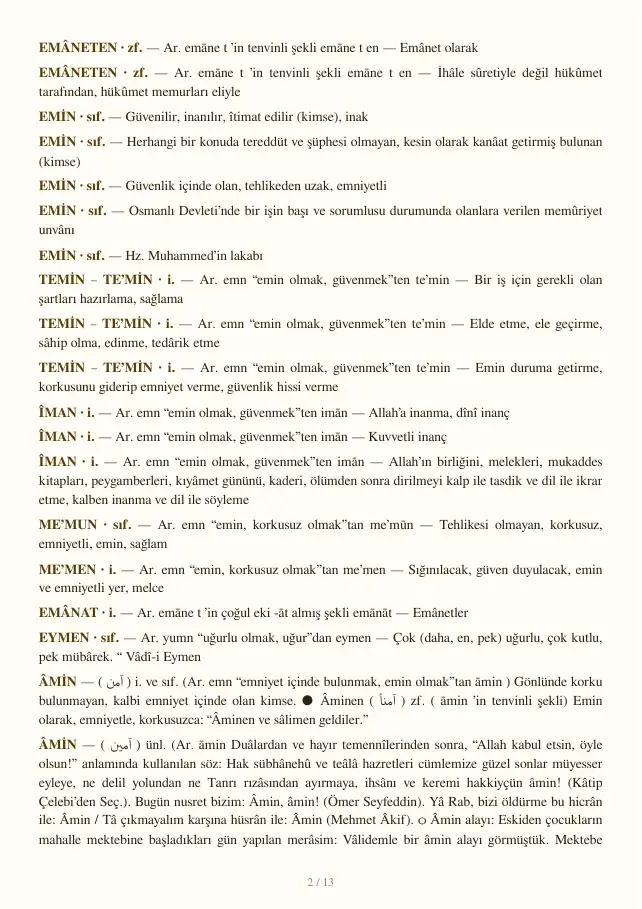 EMÂNETEN · zf. — Ar. emāne t ’in tenvinli şekli emāne t en — Emânet olarak
EMÂNETEN · zf. — Ar. emāne t ’in tenvinli şekli emāne t en — İhâle sûretiyle değil hükûmet
tarafından, hükûmet memurları eliyle
EMİN · sıf. — Güvenilir, inanılır, îtimat edilir (kimse), inak
EMİN · sıf. — Herhangi bir konuda tereddüt ve şüphesi olmayan, kesin olarak kanâat getirmiş bulunan
(kimse)
EMİN · sıf. — Güvenlik içinde olan, tehlikeden uzak, emniyetli
EMİN · sıf. — Osmanlı Devleti’nde bir işin başı ve sorumlusu durumunda olanlara verilen memûriyet
unvânı
EMİN · sıf. — Hz. Muhammed’in lakabı
TEMİN – TE’MİN · i. — Ar. emn “emin olmak, güvenmek”ten te’min — Bir iş için gerekli olan
şartları hazırlama, sağlama
TEMİN – TE’MİN · i. — Ar. emn “emin olmak, güvenmek”ten te’min — Elde etme, ele geçirme,
sâhip olma, edinme, tedârik etme
TEMİN – TE’MİN · i. — Ar. emn “emin olmak, güvenmek”ten te’min — Emin duruma getirme,
korkusunu giderip emniyet verme, güvenlik hissi verme
ÎMAN · i. — Ar. emn “emin olmak, güvenmek”ten imān — Allah’a inanma, dînî inanç
ÎMAN · i. — Ar. emn “emin olmak, güvenmek”ten imān — Kuvvetli inanç
ÎMAN · i. — Ar. emn “emin olmak, güvenmek”ten imān — Allah’ın birliğini, melekleri, mukaddes
kitapları, peygamberleri, kıyâmet gününü, kaderi, ölümden sonra dirilmeyi kalp ile tasdik ve dil ile ikrar
etme, kalben inanma ve dil ile söyleme
ME’MUN · sıf. — Ar. emn “emin, korkusuz olmak”tan me’mūn — Tehlikesi olmayan, korkusuz,
emniyetli, emin, sağlam
ME’MEN · i. — Ar. emn “emin, korkusuz olmak”tan me’men — Sığınılacak, güven duyulacak, emin
ve emniyetli yer, melce
EMÂNAT · i. — Ar. emāne t ’in çoğul eki -āt almış şekli emānāt — Emânetler
EYMEN · sıf. — Ar. yumn “uğurlu olmak, uğur”dan eymen — Çok (daha, en, pek) uğurlu, çok kutlu,
pek mübârek. “ Vâdî-i Eymen
ÂMİN — ( آمن ) i. ve sıf. (Ar. emn “emniyet içinde bulunmak, emin olmak”tan āmin ) Gönlünde korku
bulunmayan, kalbi emniyet içinde olan kimse. ● Âminen ( آمناً ) zf. ( āmin ’in tenvinli şekli) Emin
olarak, emniyetle, korkusuzca: “Âminen ve sâlimen geldiler.”
ÂMİN — ( آمين ) ünl. (Ar. āmin Duâlardan ve hayır temennîlerinden sonra, “Allah kabul etsin, öyle
olsun!” anlamında kullanılan söz: Hak sübhânehû ve teâlâ hazretleri cümlemize güzel sonlar müyesser
eyleye, ne delil yolundan ne Tanrı rızâsından ayırmaya, ihsânı ve keremi hakkiyçün âmin! (Kâtip
Çelebi’den Seç.). Bugün nusret bizim: Âmin, âmin! (Ömer Seyfeddin). Yâ Rab, bizi öldürme bu hicrân
ile: Âmin / Tâ çıkmayalım karşına hüsrân ile: Âmin (Mehmet Âkif). ○ Âmin alayı: Eskiden çocukların
mahalle mektebine başladıkları gün yapılan merâsim: Vâlidemle bir âmin alayı görmüştük. Mektebe
2 / 13